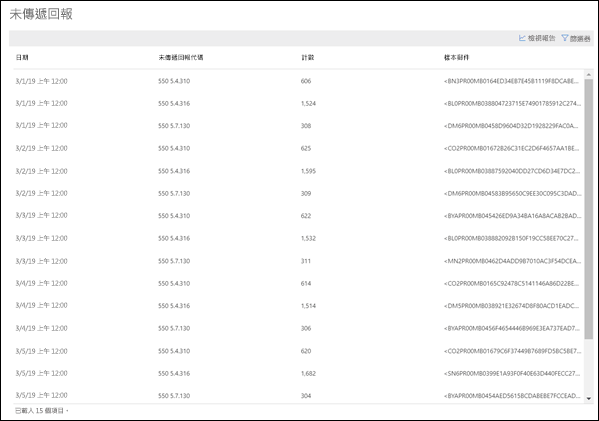 未傳遞回報
檢視報告 篩選器
日期 未傳遞回報代碼 計數 樣本郵件
3/1/19 上午 12:00 550 5.4.310 606 <BN3PR00MB0164ED34EB7E45B1119F8DCABE...
3/1/19 上午 12:00 550 5.4.316 1,524 <BL0PR00MB038804723715E74901785912C274...
3/1/19 上午 12:00 550 5.7.130 308 <DM6PR00MB0458D9604D32D1928229FAC0A...
3/2/19 上午 12:00 550 5.4.310 625 <CO2PR00MB01672B26C31EC2D6F4657AA1BE...
3/2/19 上午 12:00 550 5.4.316 1,595 <BL0PR00MB03887592040DD27CD6D34E7DC2...
3/2/19 上午 12:00 550 5.7.130 309 <DM6PR00MB04583B95650C9EE30C095C3DAD...
3/3/19 上午 12:00 550 5.4.310 622 <BYAPR00MB045426ED9A34BA16A8ACAB2BAD...
3/3/19 上午 12:00 550 5.4.316 1,532 <BL0PR00MB0388820928150F19CC58EE70C27...
3/3/19 上午 12:00 550 5.7.130 311 <MN2PR00MB0462D4ADD9B7010AC3F54DCEA...
3/4/19 上午 12:00 550 5.4.310 614 <CO2PR00MB0165C92478C5141146A86D22BE...
3/4/19 上午 12:00 550 5.4.316 1,514 <DM5PR00MB038921E32674D8F80ACD1EADC...
3/4/19 上午 12:00 550 5.7.130 306 <BYAPR00MB0456F4654446B969E3EA737EAD7...
3/5/19 上午 12:00 550 5.4.310 620 <CO2PR00MB01679C6F37449B7689FD5BC5BE7...
3/5/19 上午 12:00 550 5.4.316 1,682 <SN6PR00MB0399E1A93F0F40E63D440FECC27...
3/5/19 上午 12:00 550 5.7.130 304 <BYAPR00MB0454AED5615BCDABE8E7FCCEAD...
已載入 15 個項目。